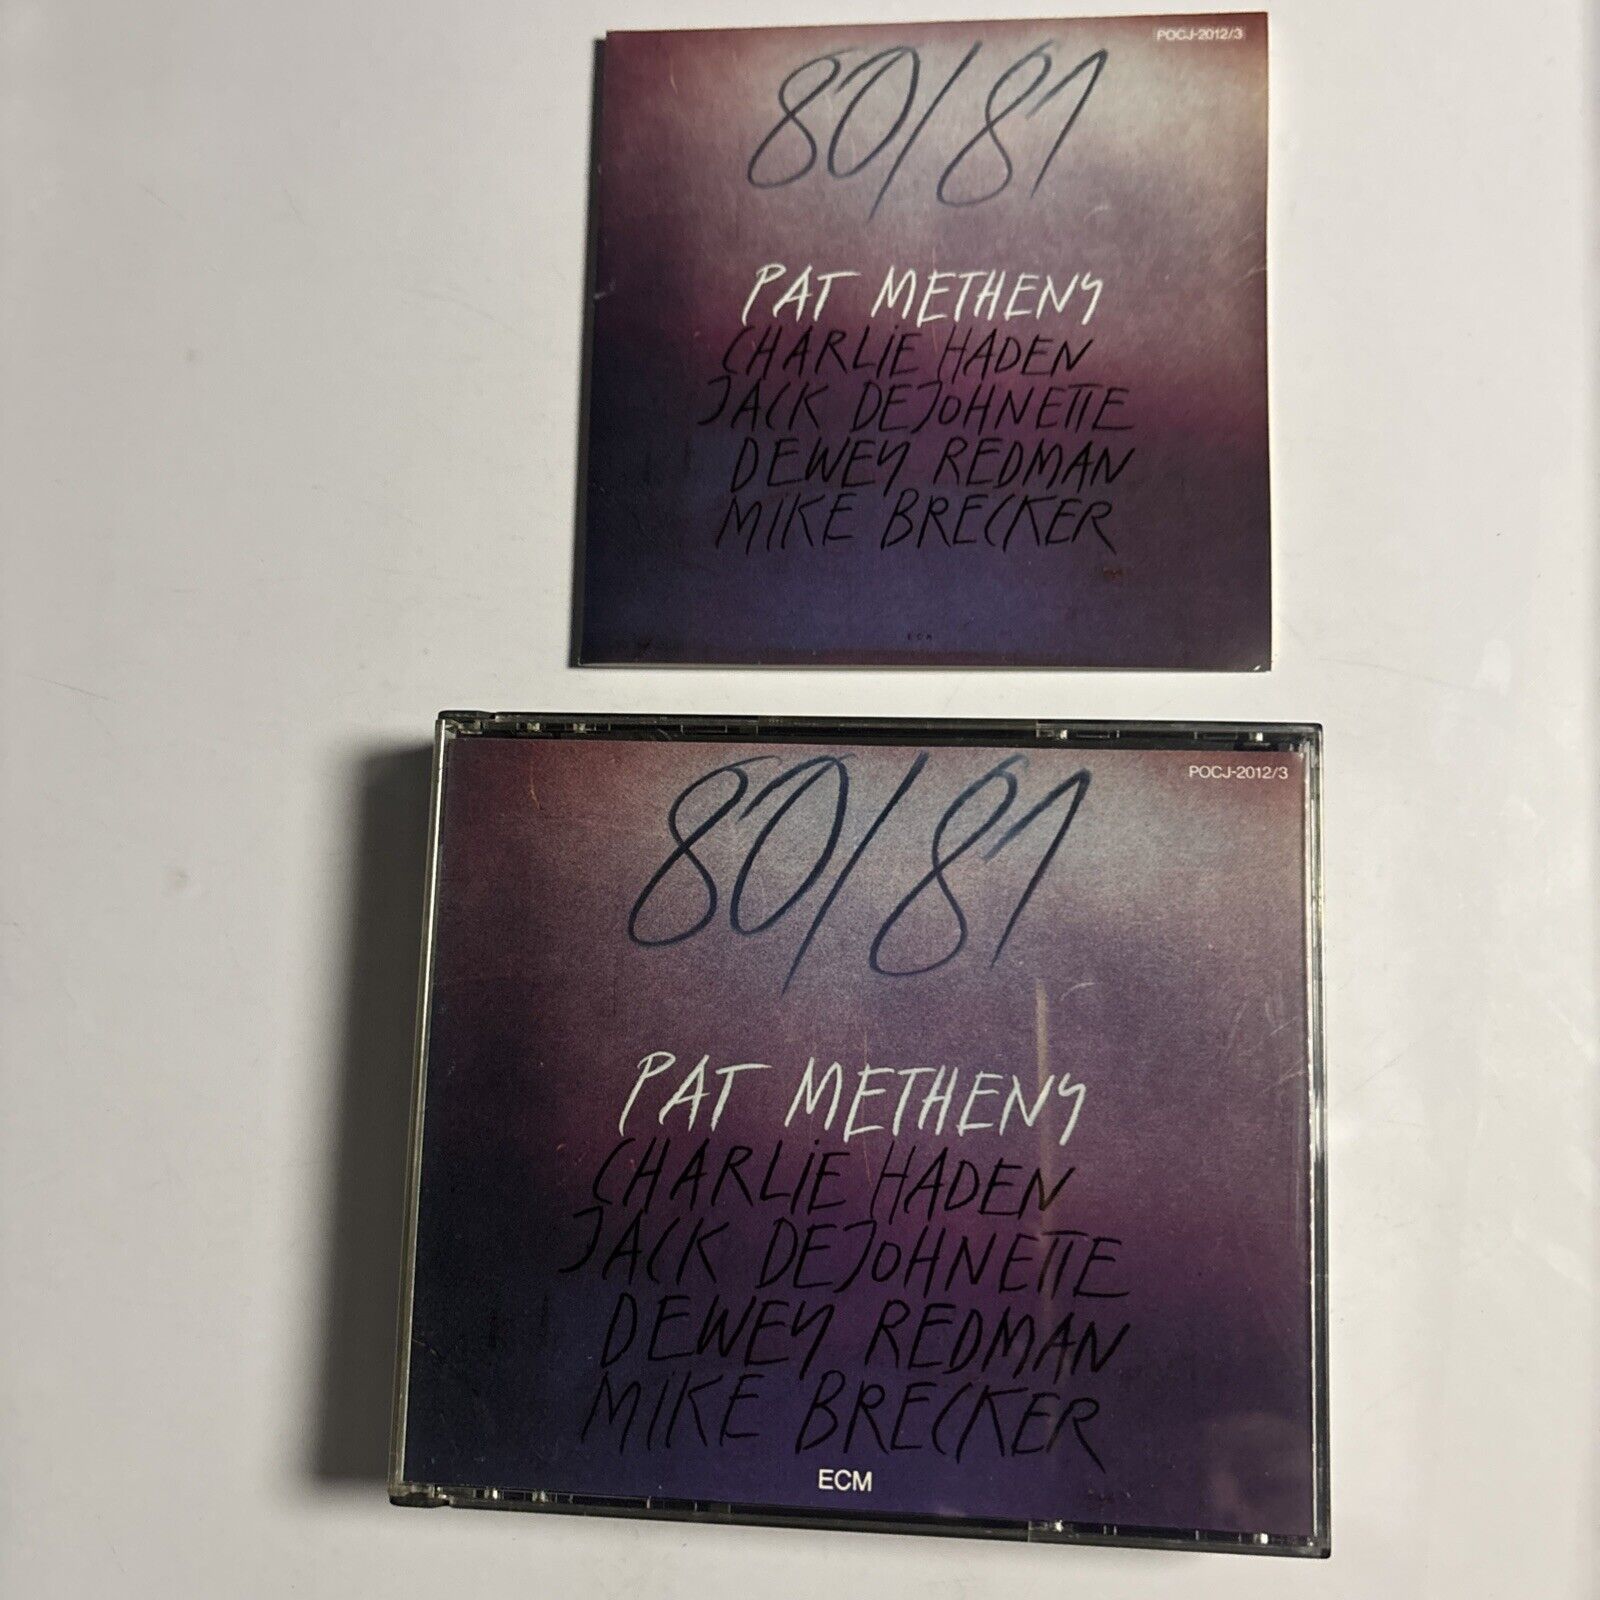 POCJ-2012/3
80/81
PAT METHENY
CHARLIE HADEN
JACK DEJOHNETTE
DEWEY REDMAN
MIKE BRECKER
ECM
POCJ-2012/3
80/81
PAT METHENY
CHARLIE HADEN
JACK DEJOHNETTE
DEWEY REDMAN
MIKE BRECKER
ECM